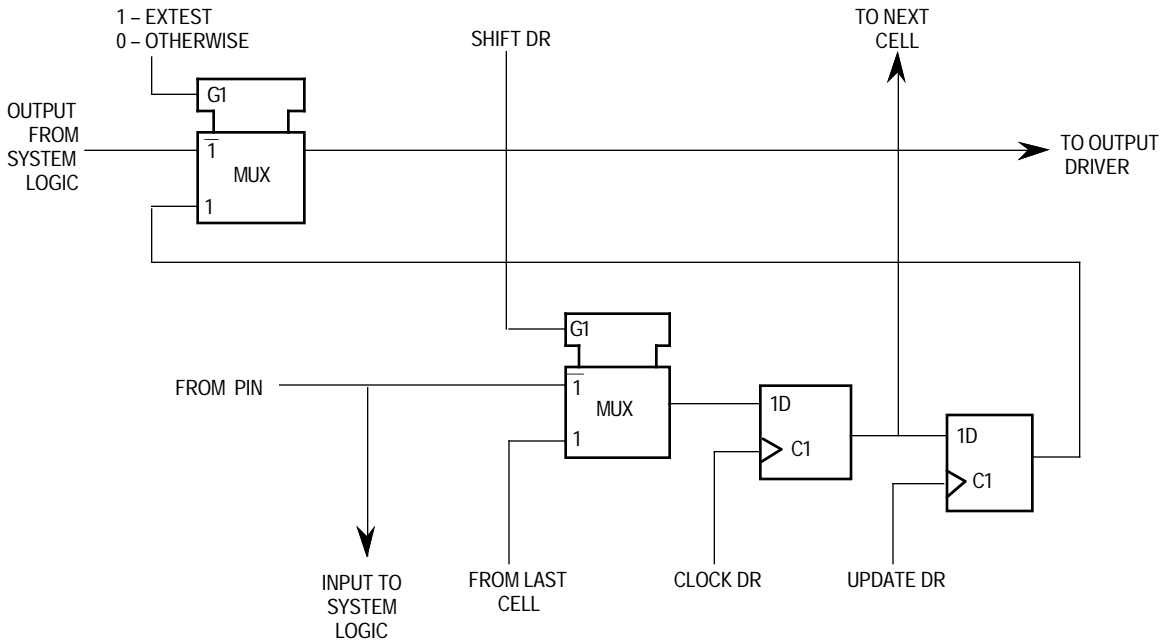 1 – EXTEST
0 – OTHERWISE
SHIFT DR
TO NEXT
CELL
G1
OUTPUT
FROM
SYSTEM
LOGIC
1̅
MUX
1
TO OUTPUT
DRIVER
G1
FROM PIN
1̅
MUX
1
1D
C1
1D
C1
INPUT TO
SYSTEM
LOGIC
FROM LAST
CELL
CLOCK DR
UPDATE DR